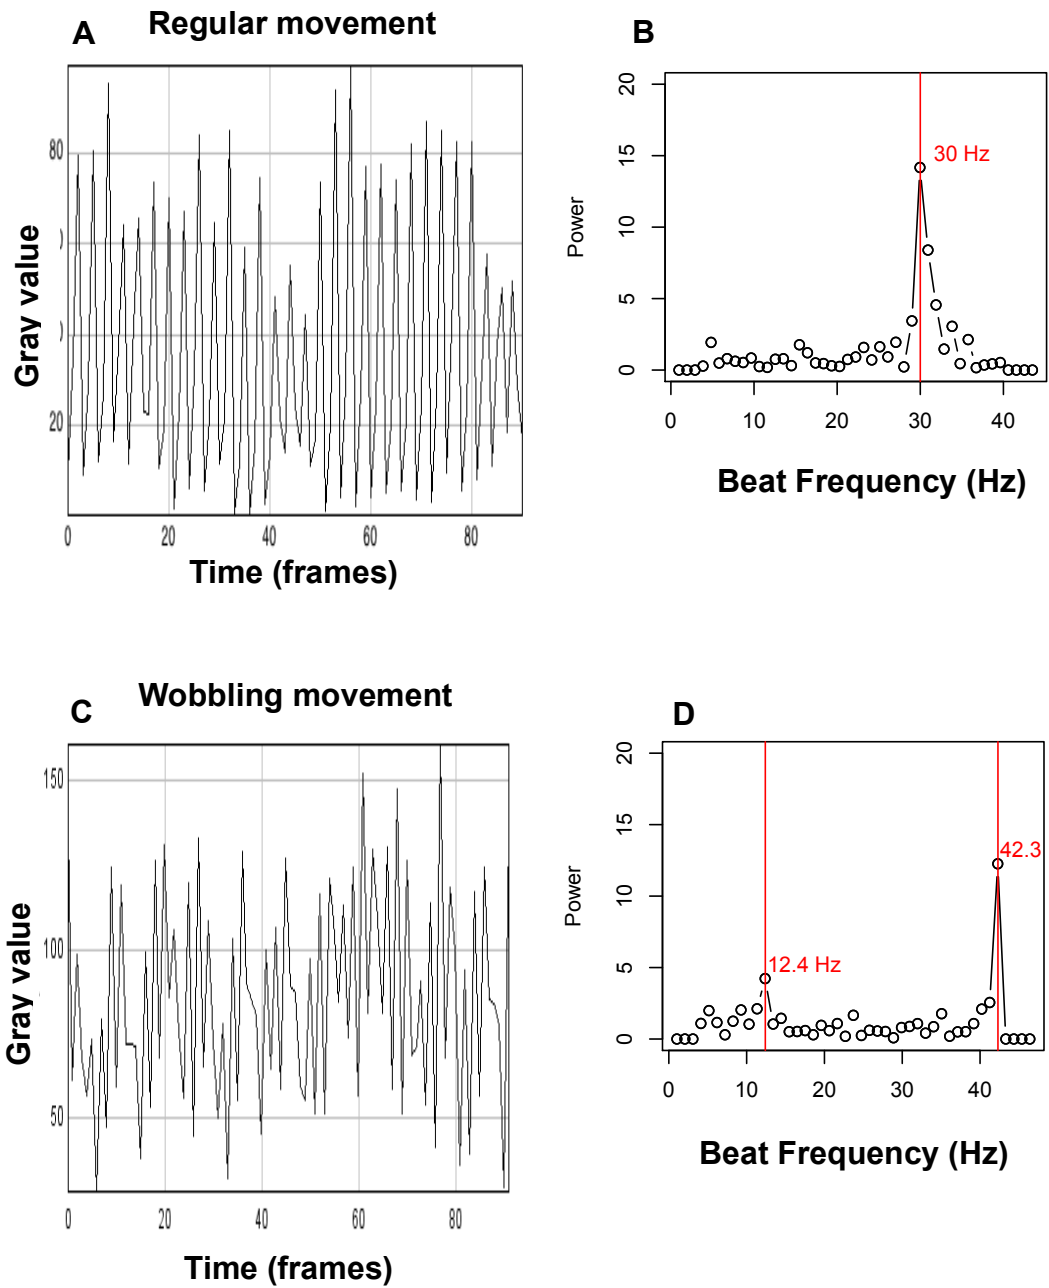 A
Regular movement
B
Gray value
80
)
)
20
0
20
40
60
80
Time (frames)
Power
20
15
10
5
0
30 Hz
0
10
20
30
40
Beat Frequency (Hz)
C
Wobbling movement
D
Gray value
150
100
50
0
20
40
60
80
Time (frames)
Power
20
15
10
5
0
12.4 Hz
42.3
0
10
20
30
40
Beat Frequency (Hz)